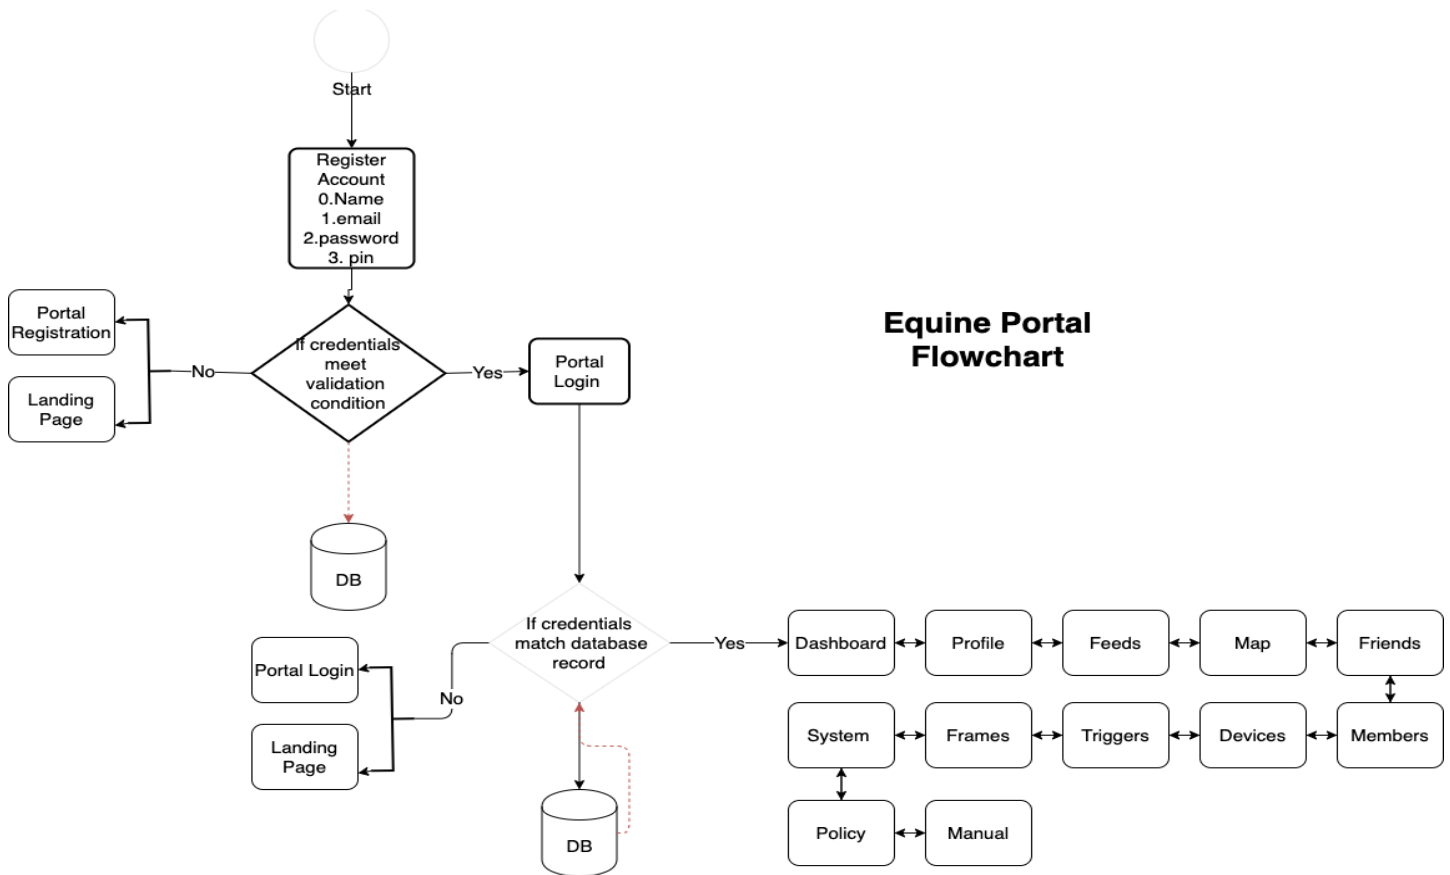 Start
Register
Account
0.Name
1.email
2.password
3. pin
Portal
Registration
Landing
Page
No
If credentials
meet
validation
condition
Yes
Portal
Login
Equine Portal
Flowchart
DB
If credentials
match database
record
No
Portal Login
Landing
Page
DB
Yes
Dashboard
Profile
Feeds
Map
Friends
System
Frames
Triggers
Devices
Members
Policy
Manual